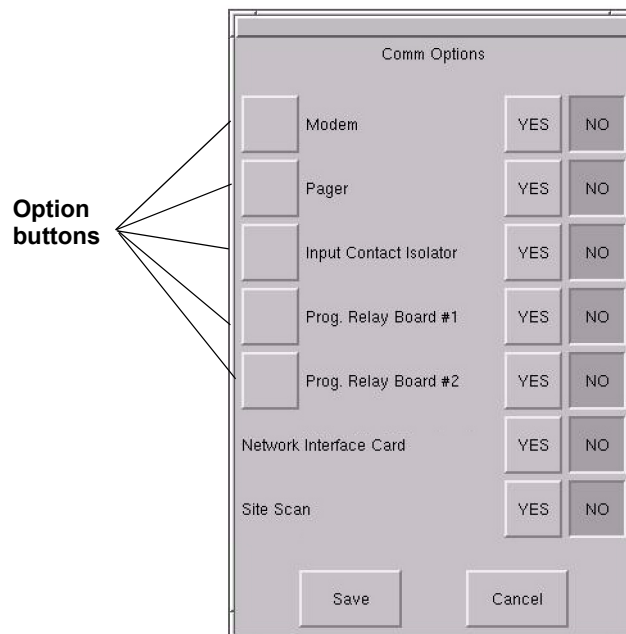 Comm Options
Option
buttons
Modem YES NO
Pager YES NO
Input Contact Isolator YES NO
Prog. Relay Board #1 YES NO
Prog. Relay Board #2 YES NO
Network Interface Card YES NO
Site Scan YES NO
Save Cancel